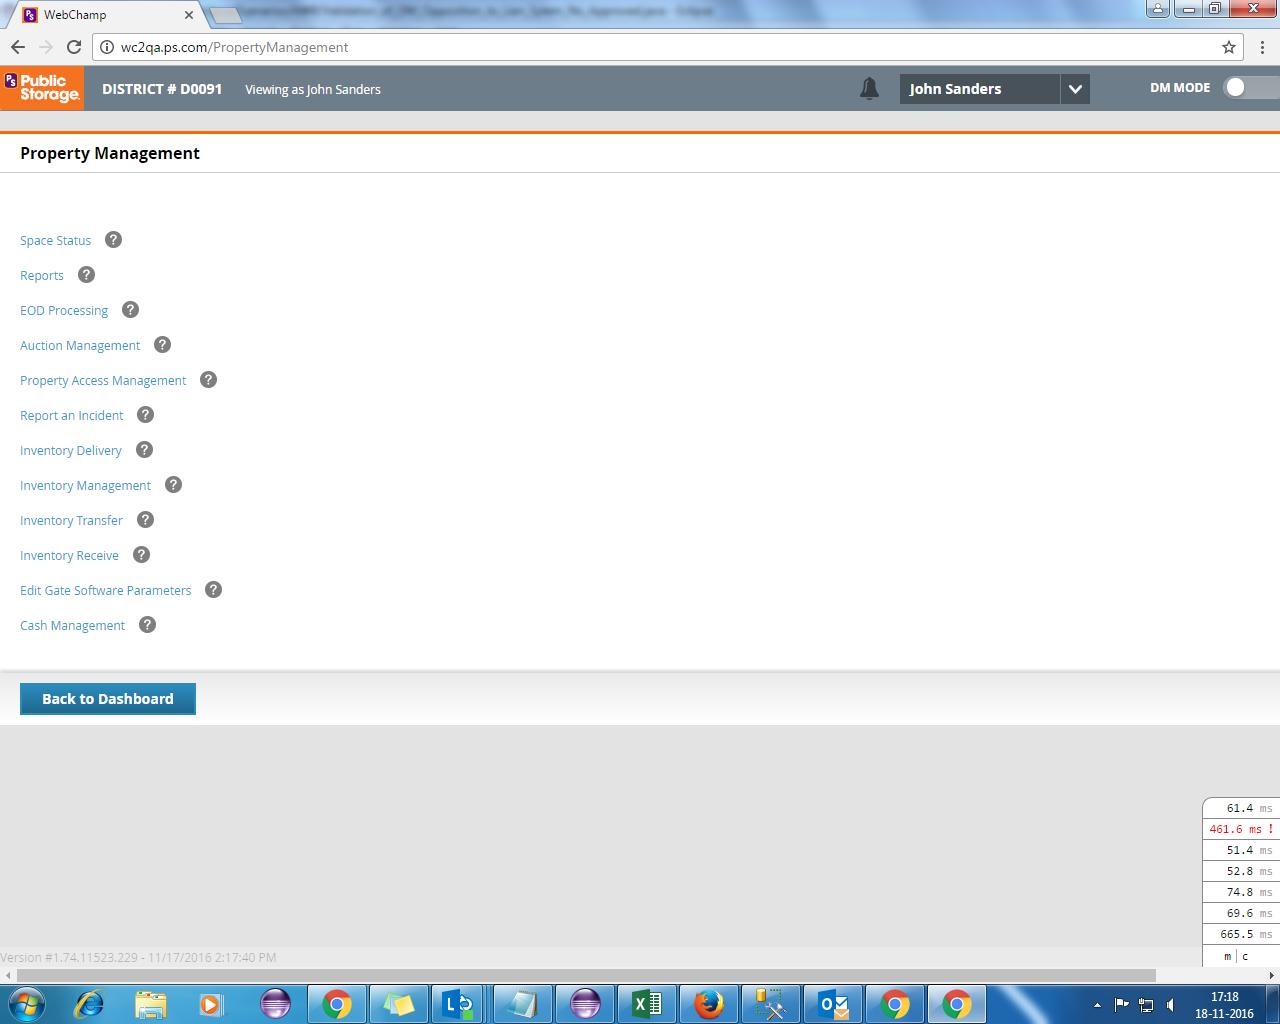 WebChamp
wc2qa.ps.com/PropertyManagement
PS Public Storage.
DISTRICT # D0091
Viewing as John Sanders
John Sanders
DM MODE
Property Management
Space Status ?
Reports ?
EOD Processing ?
Auction Management ?
Property Access Management ?
Report an Incident ?
Inventory Delivery ?
Inventory Management ?
Inventory Transfer ?
Inventory Receive ?
Edit Gate Software Parameters ?
Cash Management ?
Back to Dashboard
61.4 ms
461.6 ms !
51.4 ms
52.8 ms
74.8 ms
69.6 ms
665.5 ms
m | c
Version #1.74.11523.229 - 11/17/2016 2:17:40 PM
17:18
18-11-2016